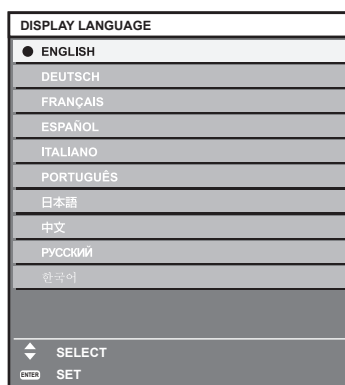 DISPLAY LANGUAGE
ENGLISH
DEUTSCH
FRANÇAIS
ESPAÑOL
ITALIANO
PORTUGUÊS
日本語
中文
РУССКИЙ
한국어
SELECT
ENTER SET